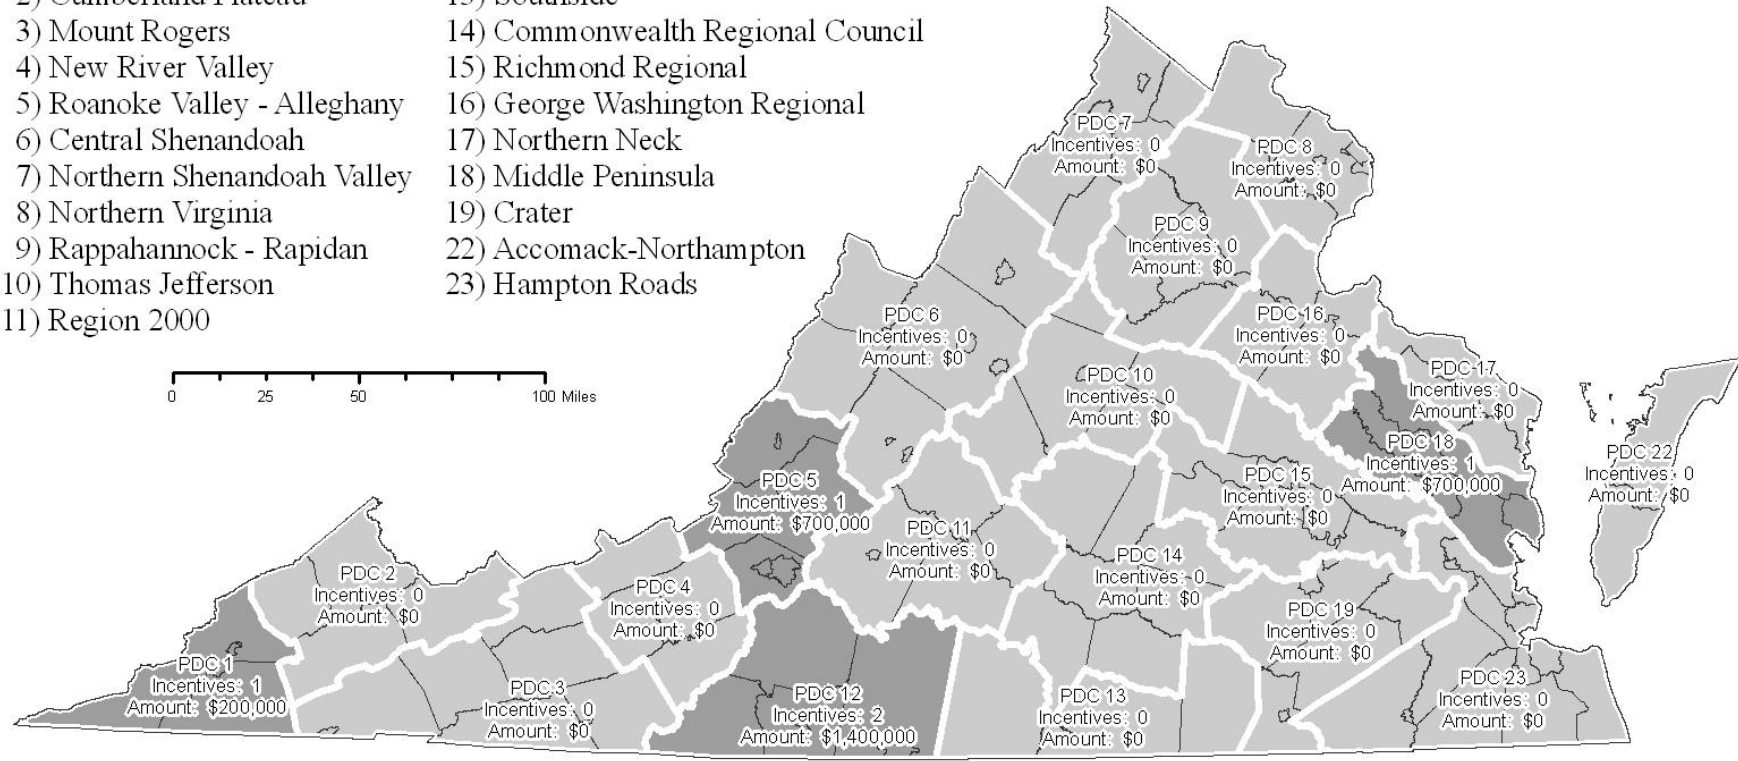 2) Cumberland Plateau
3) Mount Rogers
4) New River Valley
5) Roanoke Valley - Alleghany
6) Central Shenandoah
7) Northern Shenandoah Valley
8) Northern Virginia
9) Rappahannock - Rapidan
10) Thomas Jefferson
11) Region 2000
13) Southside
14) Commonwealth Regional Council
15) Richmond Regional
16) George Washington Regional
17) Northern Neck
18) Middle Peninsula
19) Crater
22) Accomack-Northampton
23) Hampton Roads
0 25 50 100 Miles
PDC 7
Incentives: 0
Amount: $0
PDC 8
Incentives: 0
Amount: $0
PDC 9
Incentives: 0
Amount: $0
PDC 6
Incentives: 0
Amount: $0
PDC 16
Incentives: 0
Amount: $0
PDC 10
Incentives: 0
Amount: $0
PDC 17
Incentives: 0
Amount: $0
PDC 18
Incentives: 1
Amount: $700,000
PDC 22
Incentives: 0
Amount: $0
PDC 5
Incentives: 1
Amount: $700,000
PDC 15
Incentives: 0
Amount: $0
PDC 11
Incentives: 0
Amount: $0
PDC 14
Incentives: 0
Amount: $0
PDC 2
Incentives: 0
Amount: $0
PDC 4
Incentives: 0
Amount: $0
PDC 19
Incentives: 0
Amount: $0
PDC 1
Incentives: 1
Amount: $200,000
PDC 3
Incentives: 0
Amount: $0
PDC 12
Incentives: 2
Amount: $1,400,000
PDC 13
Incentives: 0
Amount: $0
PDC 23
Incentives: 0
Amount: $0